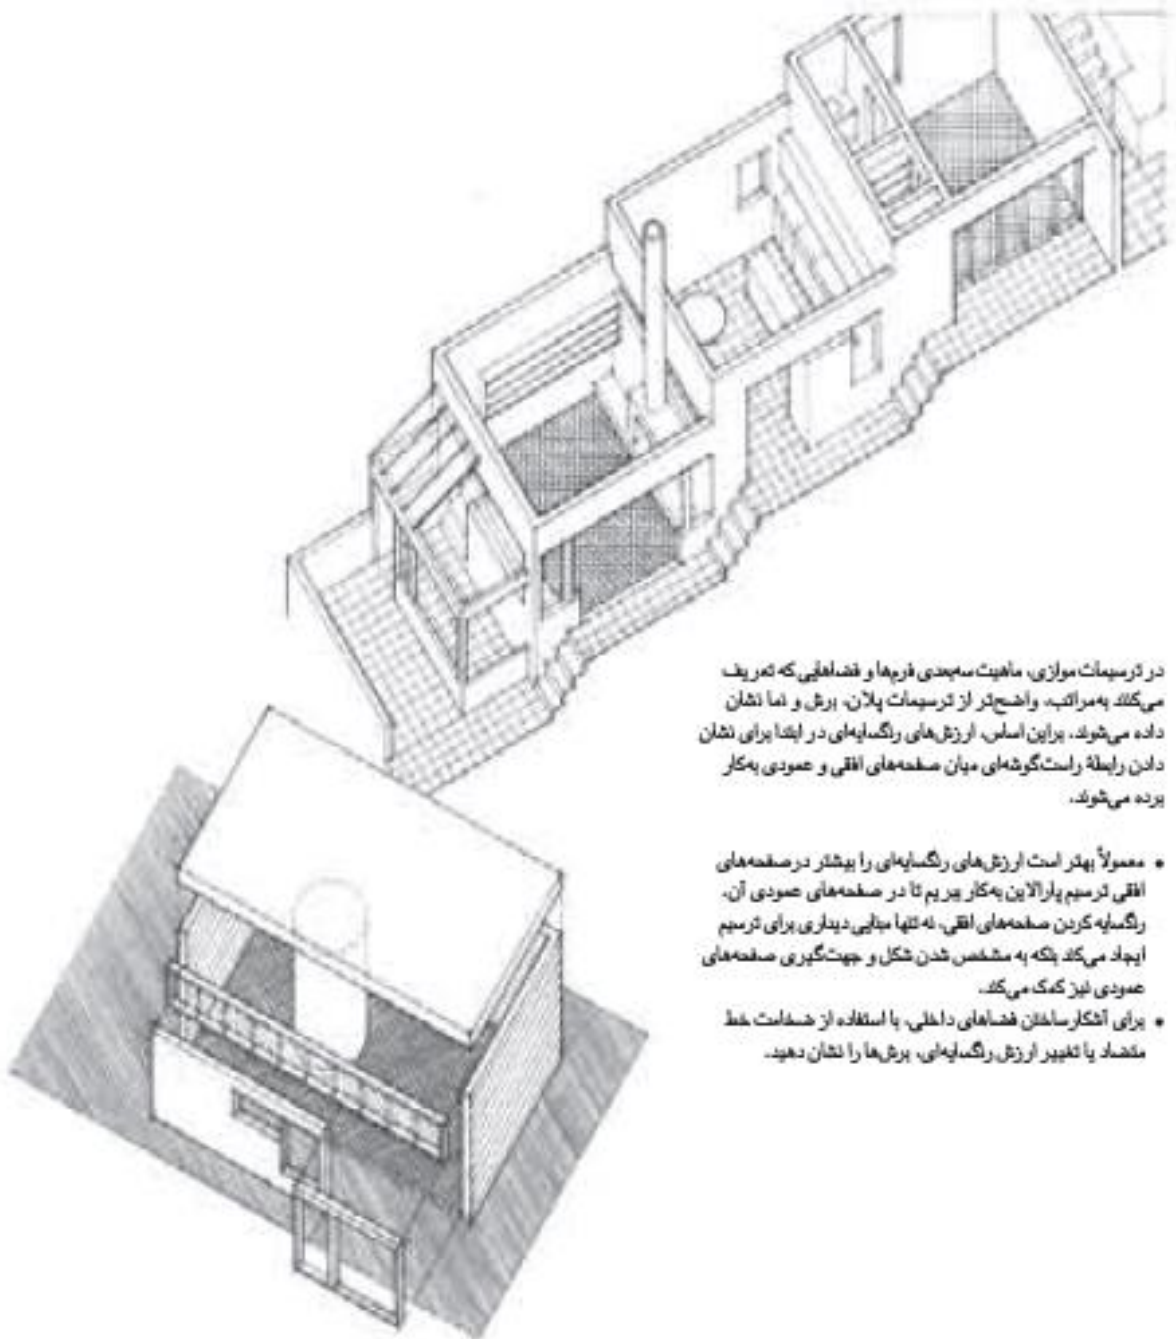 در ترسیمات موازی، ماهیت سه‌بعدی فرم‌ها و فضاهایی که تعریف
می‌کنند به‌مراتب، واضح‌تر از ترسیمات پلان، برش و نما نشان
داده می‌شوند. براین اساس، ارزش‌های رنگسایه‌ای در ابتدا برای نشان
دادن رابطهٔ راست‌گوشه‌ای میان صفحه‌های افقی و عمودی به‌کار
برده می‌شوند.
• معمولاً بهتر است ارزش‌های رنگسایه‌ای را بیشتر در صفحه‌های
افقی ترسیم پارالاین به‌کار ببریم تا در صفحه‌های عمودی آن.
رنگسایه کردن صفحه‌های افقی، نه تنها مبنایی دیداری برای ترسیم
ایجاد می‌کند بلکه به مشخص شدن شکل و جهت‌گیری صفحه‌های
عمودی نیز کمک می‌کند.
• برای آشکارساختن فضاهای داخلی، با استفاده از ضخامت خط
متضاد یا تغییر ارزش رنگسایه‌ای، برش‌ها را نشان دهید.